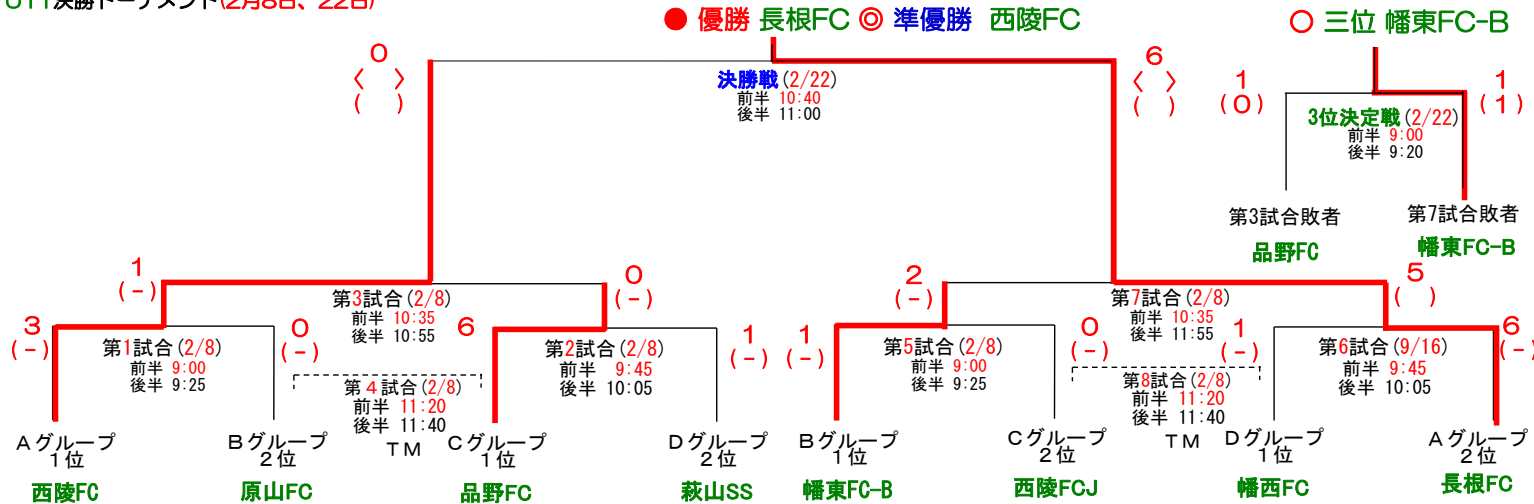 U11決勝トーナメント(2月8日、22日)
● 優勝 長根FC ◎ 準優勝 西陵FC
○ 三位 幡東FC-B
0
〈 〉
( )
6
〈 〉
( )
決勝戦(2/22)
前半 10:40
後半 11:00
1
(0)
1
(1)
3位決定戦(2/22)
前半 9:00
後半 9:20
第3試合敗者
第7試合敗者
品野FC
幡東FC-B
1
(-)
0
(-)
2
(-)
5
( )
第3試合(2/8)
前半 10:35
後半 10:55
第7試合(2/8)
前半 10:35
後半 11:55
3
(-)
0
(-)
6
1
(-)
1
(-)
0
(-)
1
(-)
6
(-)
第1試合(2/8)
前半 9:00
後半 9:25
第2試合(2/8)
前半 9:45
後半 10:05
第5試合(2/8)
前半 9:00
後半 9:25
第6試合(9/16)
前半 9:45
後半 10:05
第4試合(2/8)
前半 11:20
後半 11:40
TM
第8試合(2/8)
前半 11:20
後半 11:40
TM
Aグループ
1位
Bグループ
2位
Cグループ
1位
Dグループ
2位
Bグループ
1位
Cグループ
2位
Dグループ
1位
Aグループ
2位
西陵FC
原山FC
品野FC
萩山SS
幡東FC-B
西陵FCJ
幡西FC
長根FC